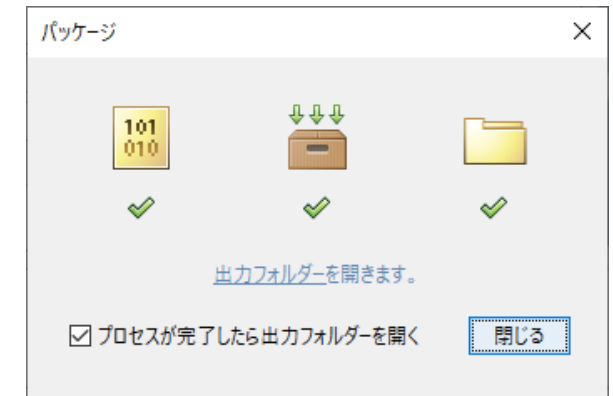 パッケージ
101
010
出力フォルダーを開きます。
プロセスが完了したら出力フォルダーを開く
閉じる